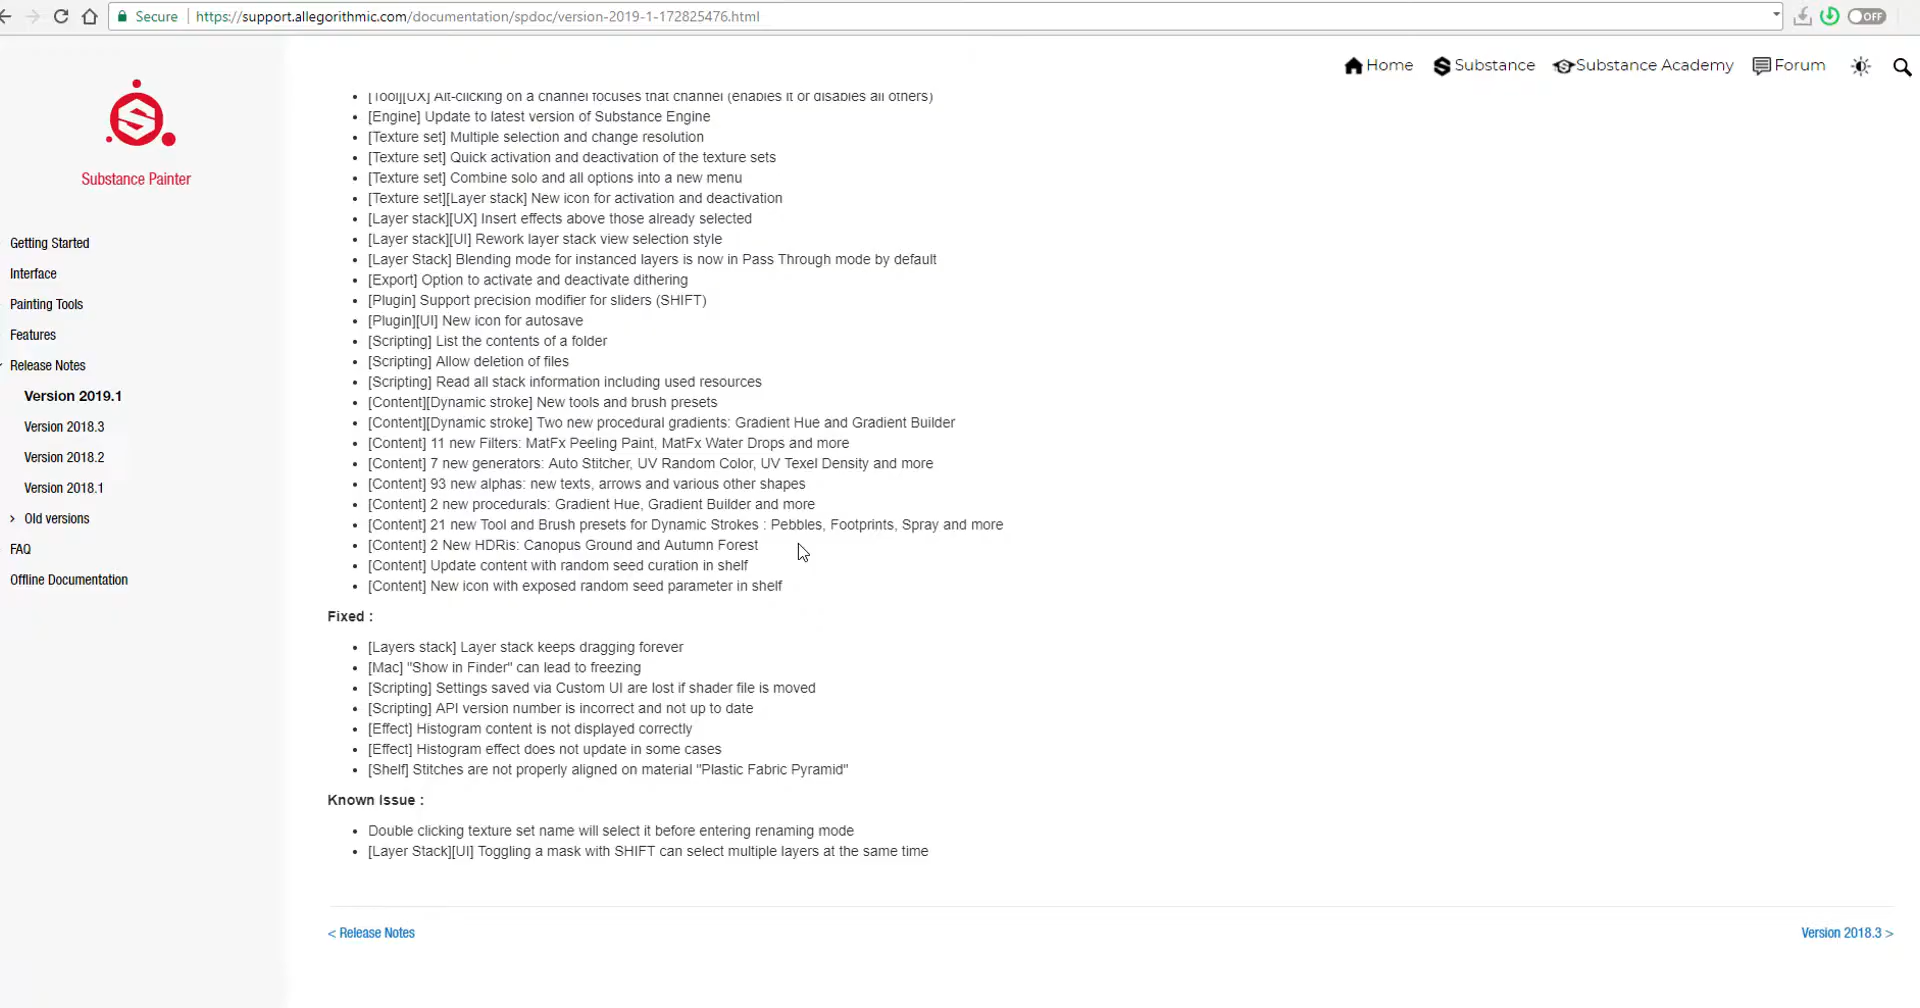 Secure https://support.allegorithmic.com/documentation/spdoc/version-2019-1-172825476.html
OFF
Home Substance Substance Academy Forum
Substance Painter
Getting Started
Interface
Painting Tools
Features
Release Notes
Version 2019.1
Version 2018.3
Version 2018.2
Version 2018.1
Old versions
FAQ
Offline Documentation
[Tool][UX] Alt-clicking on a channel focuses that channel (enables it or disables all others)
[Engine] Update to latest version of Substance Engine
[Texture set] Multiple selection and change resolution
[Texture set] Quick activation and deactivation of the texture sets
[Texture set] Combine solo and all options into a new menu
[Texture set][Layer stack] New icon for activation and deactivation
[Layer stack][UX] Insert effects above those already selected
[Layer stack][UI] Rework layer stack view selection style
[Layer Stack] Blending mode for instanced layers is now in Pass Through mode by default
[Export] Option to activate and deactivate dithering
[Plugin] Support precision modifier for sliders (SHIFT)
[Plugin][UI] New icon for autosave
[Scripting] List the contents of a folder
[Scripting] Allow deletion of files
[Scripting] Read all stack information including used resources
[Content][Dynamic stroke] New tools and brush presets
[Content][Dynamic stroke] Two new procedural gradients: Gradient Hue and Gradient Builder
[Content] 11 new Filters: MatFx Peeling Paint, MatFx Water Drops and more
[Content] 7 new generators: Auto Stitcher, UV Random Color, UV Texel Density and more
[Content] 93 new alphas: new texts, arrows and various other shapes
[Content] 2 new procedurals: Gradient Hue, Gradient Builder and more
[Content] 21 new Tool and Brush presets for Dynamic Strokes : Pebbles, Footprints, Spray and more
[Content] 2 New HDRis: Canopus Ground and Autumn Forest
[Content] Update content with random seed curation in shelf
[Content] New icon with exposed random seed parameter in shelf
Fixed :
[Layers stack] Layer stack keeps dragging forever
[Mac] "Show in Finder" can lead to freezing
[Scripting] Settings saved via Custom UI are lost if shader file is moved
[Scripting] API version number is incorrect and not up to date
[Effect] Histogram content is not displayed correctly
[Effect] Histogram effect does not update in some cases
[Shelf] Stitches are not properly aligned on material "Plastic Fabric Pyramid"
Known Issue :
Double clicking texture set name will select it before entering renaming mode
[Layer Stack][UI] Toggling a mask with SHIFT can select multiple layers at the same time
< Release Notes
Version 2018.3 >